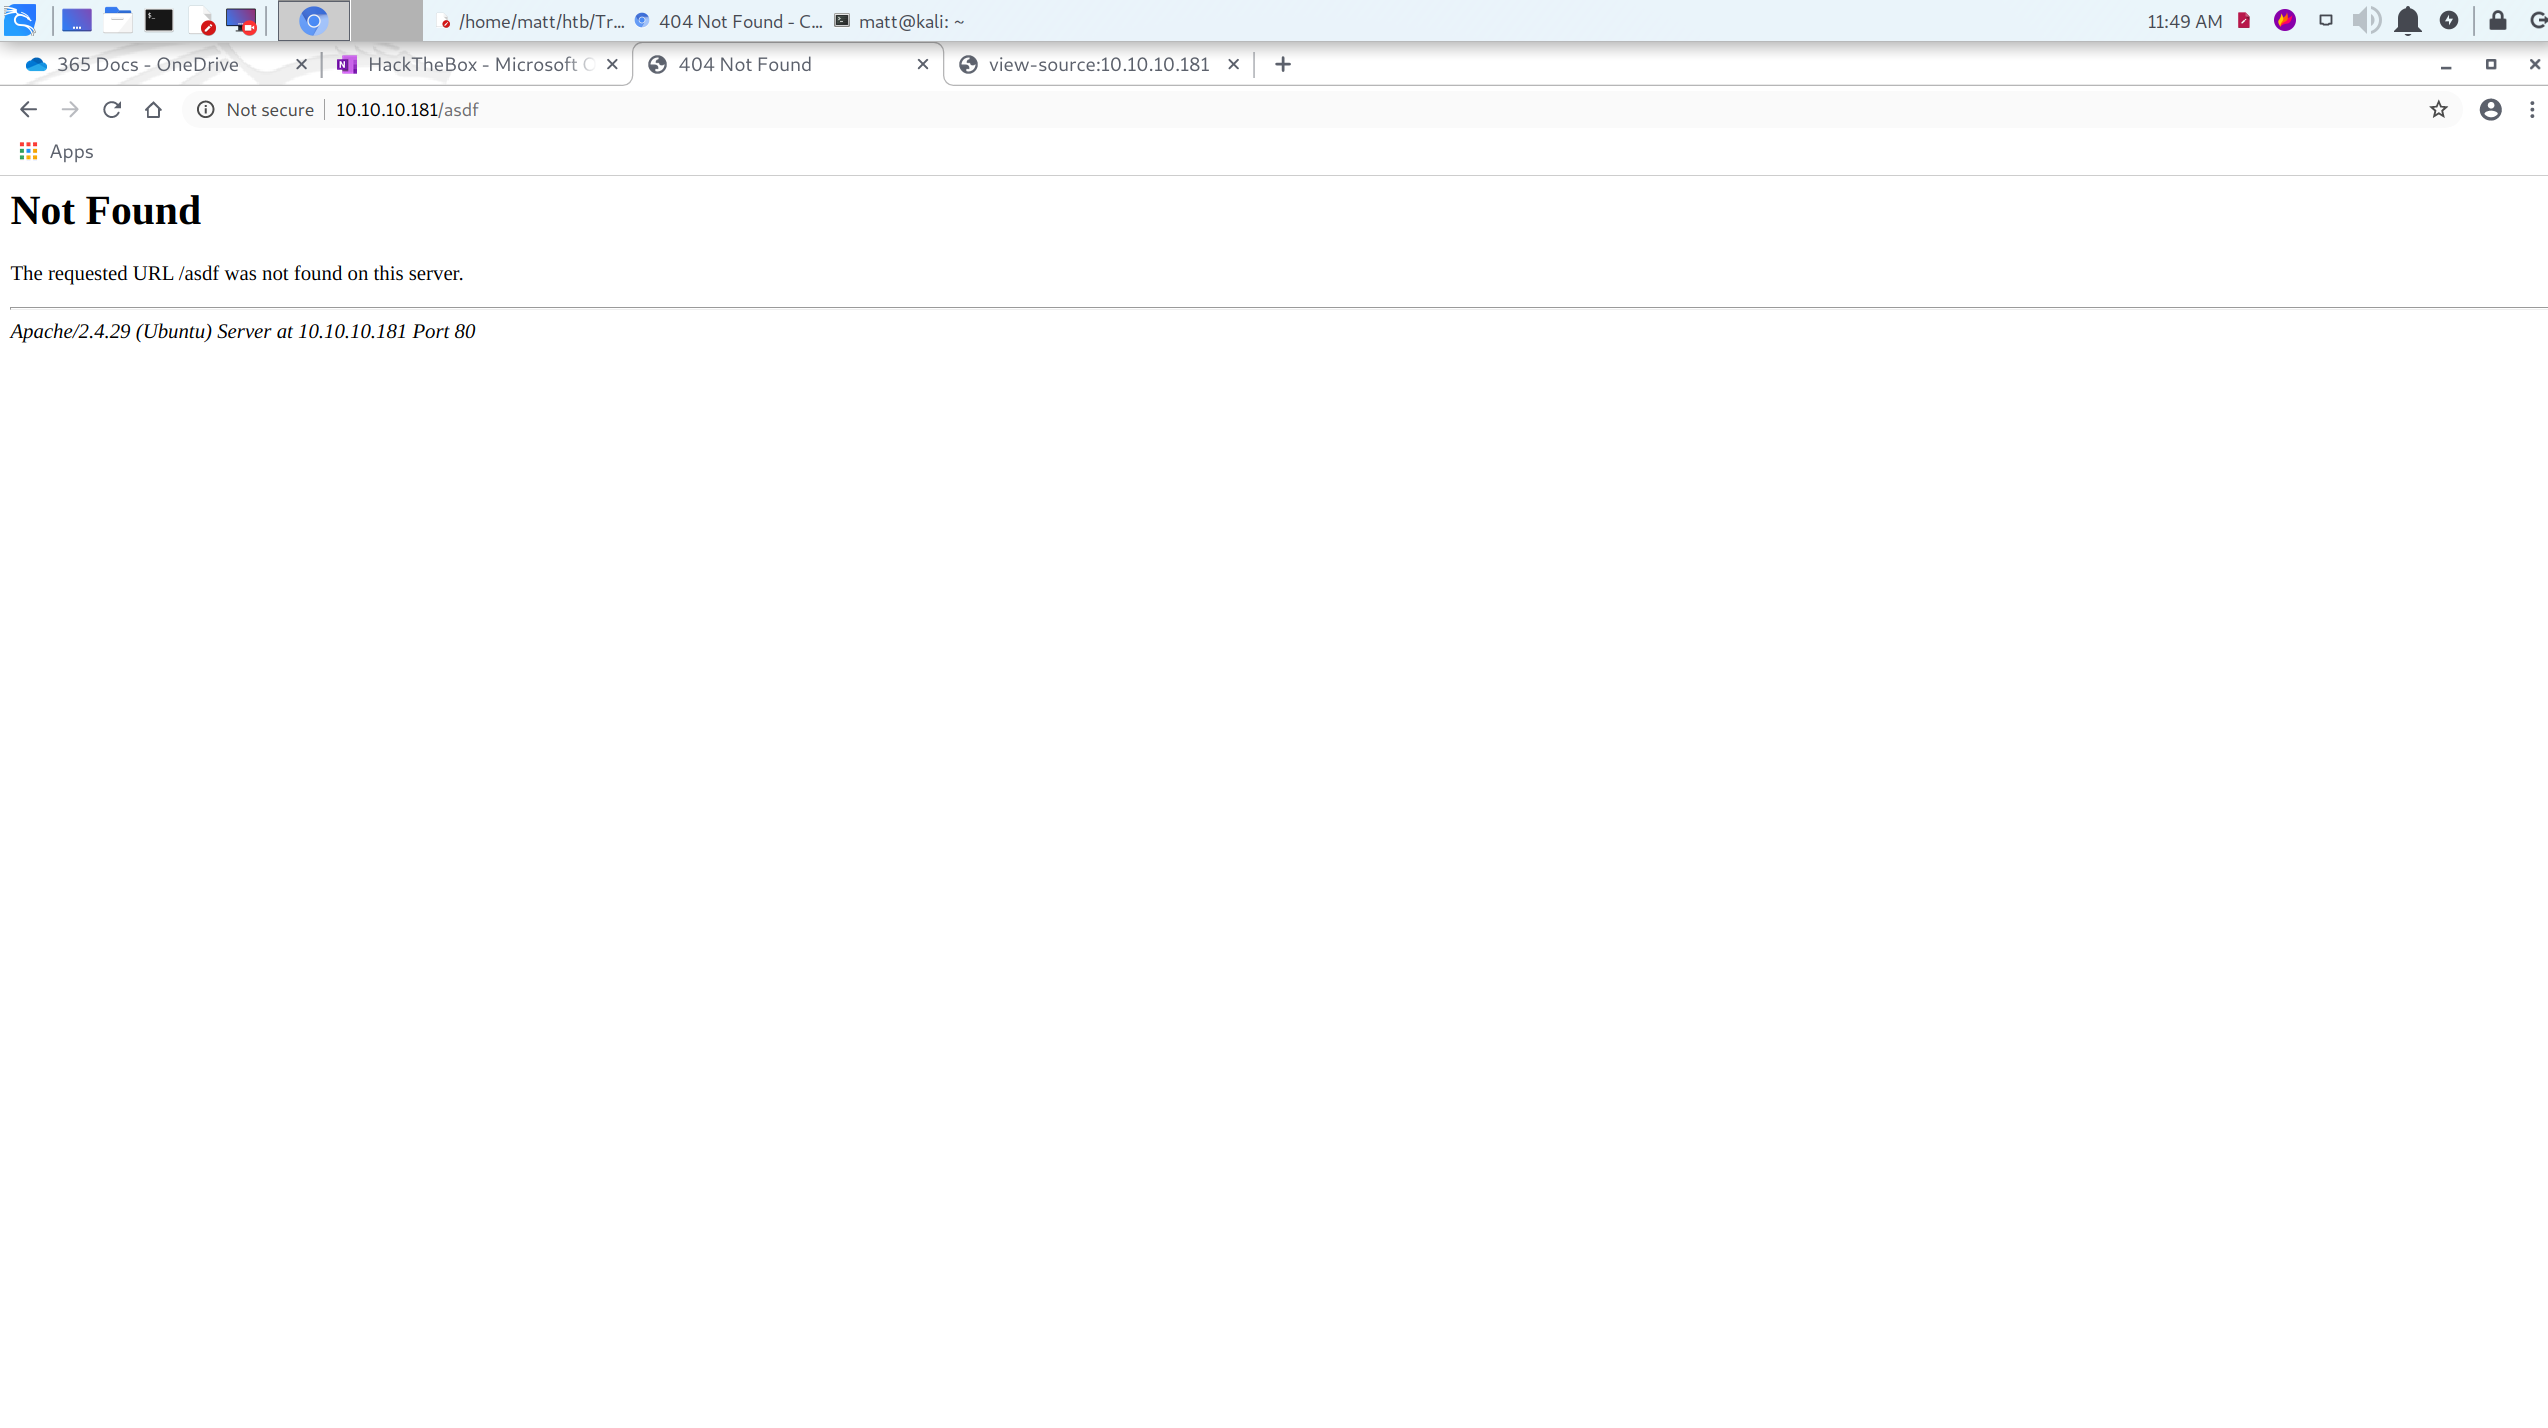 /home/matt/htb/Tr... 404 Not Found - C... matt@kali: ~ 11:49 AM
365 Docs - OneDrive HackTheBox - Microsoft O 404 Not Found view-source:10.10.10.181
Not secure 10.10.10.181/asdf
Apps
Not Found
The requested URL /asdf was not found on this server.
Apache/2.4.29 (Ubuntu) Server at 10.10.10.181 Port 80